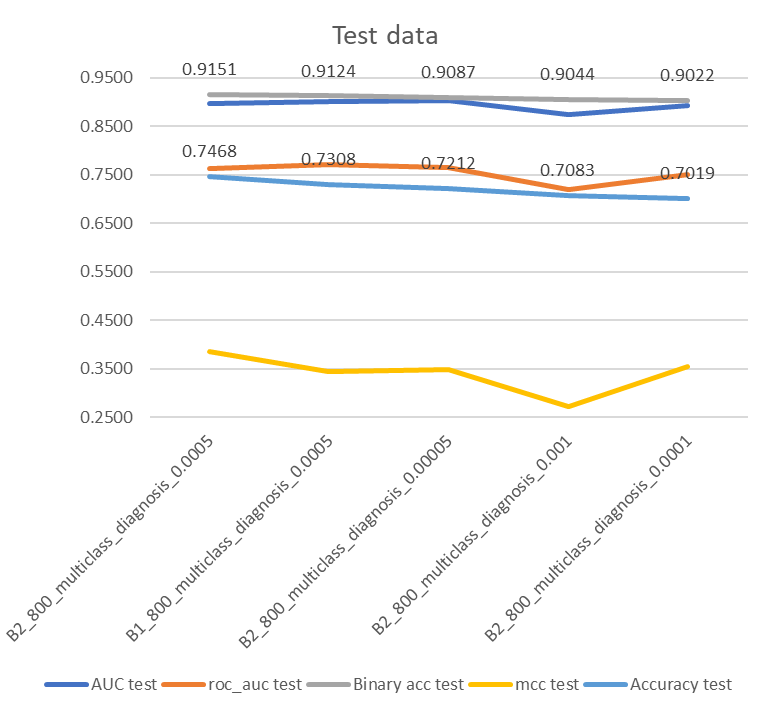 Test data
0.9151 0.9124 0.9087 0.9044 0.9022
0.7468 0.7308 0.7212 0.7083 0.7019
0.9500
0.8500
0.7500
0.6500
0.5500
0.4500
0.3500
0.2500
B2_800_multiclass_diagnosis_0.0005
B1_800_multiclass_diagnosis_0.0005
B2_800_multiclass_diagnosis_0.00005
B2_800_multiclass_diagnosis_0.001
B2_800_multiclass_diagnosis_0.0001
AUC test roc_auc test Binary acc test mcc test Accuracy test